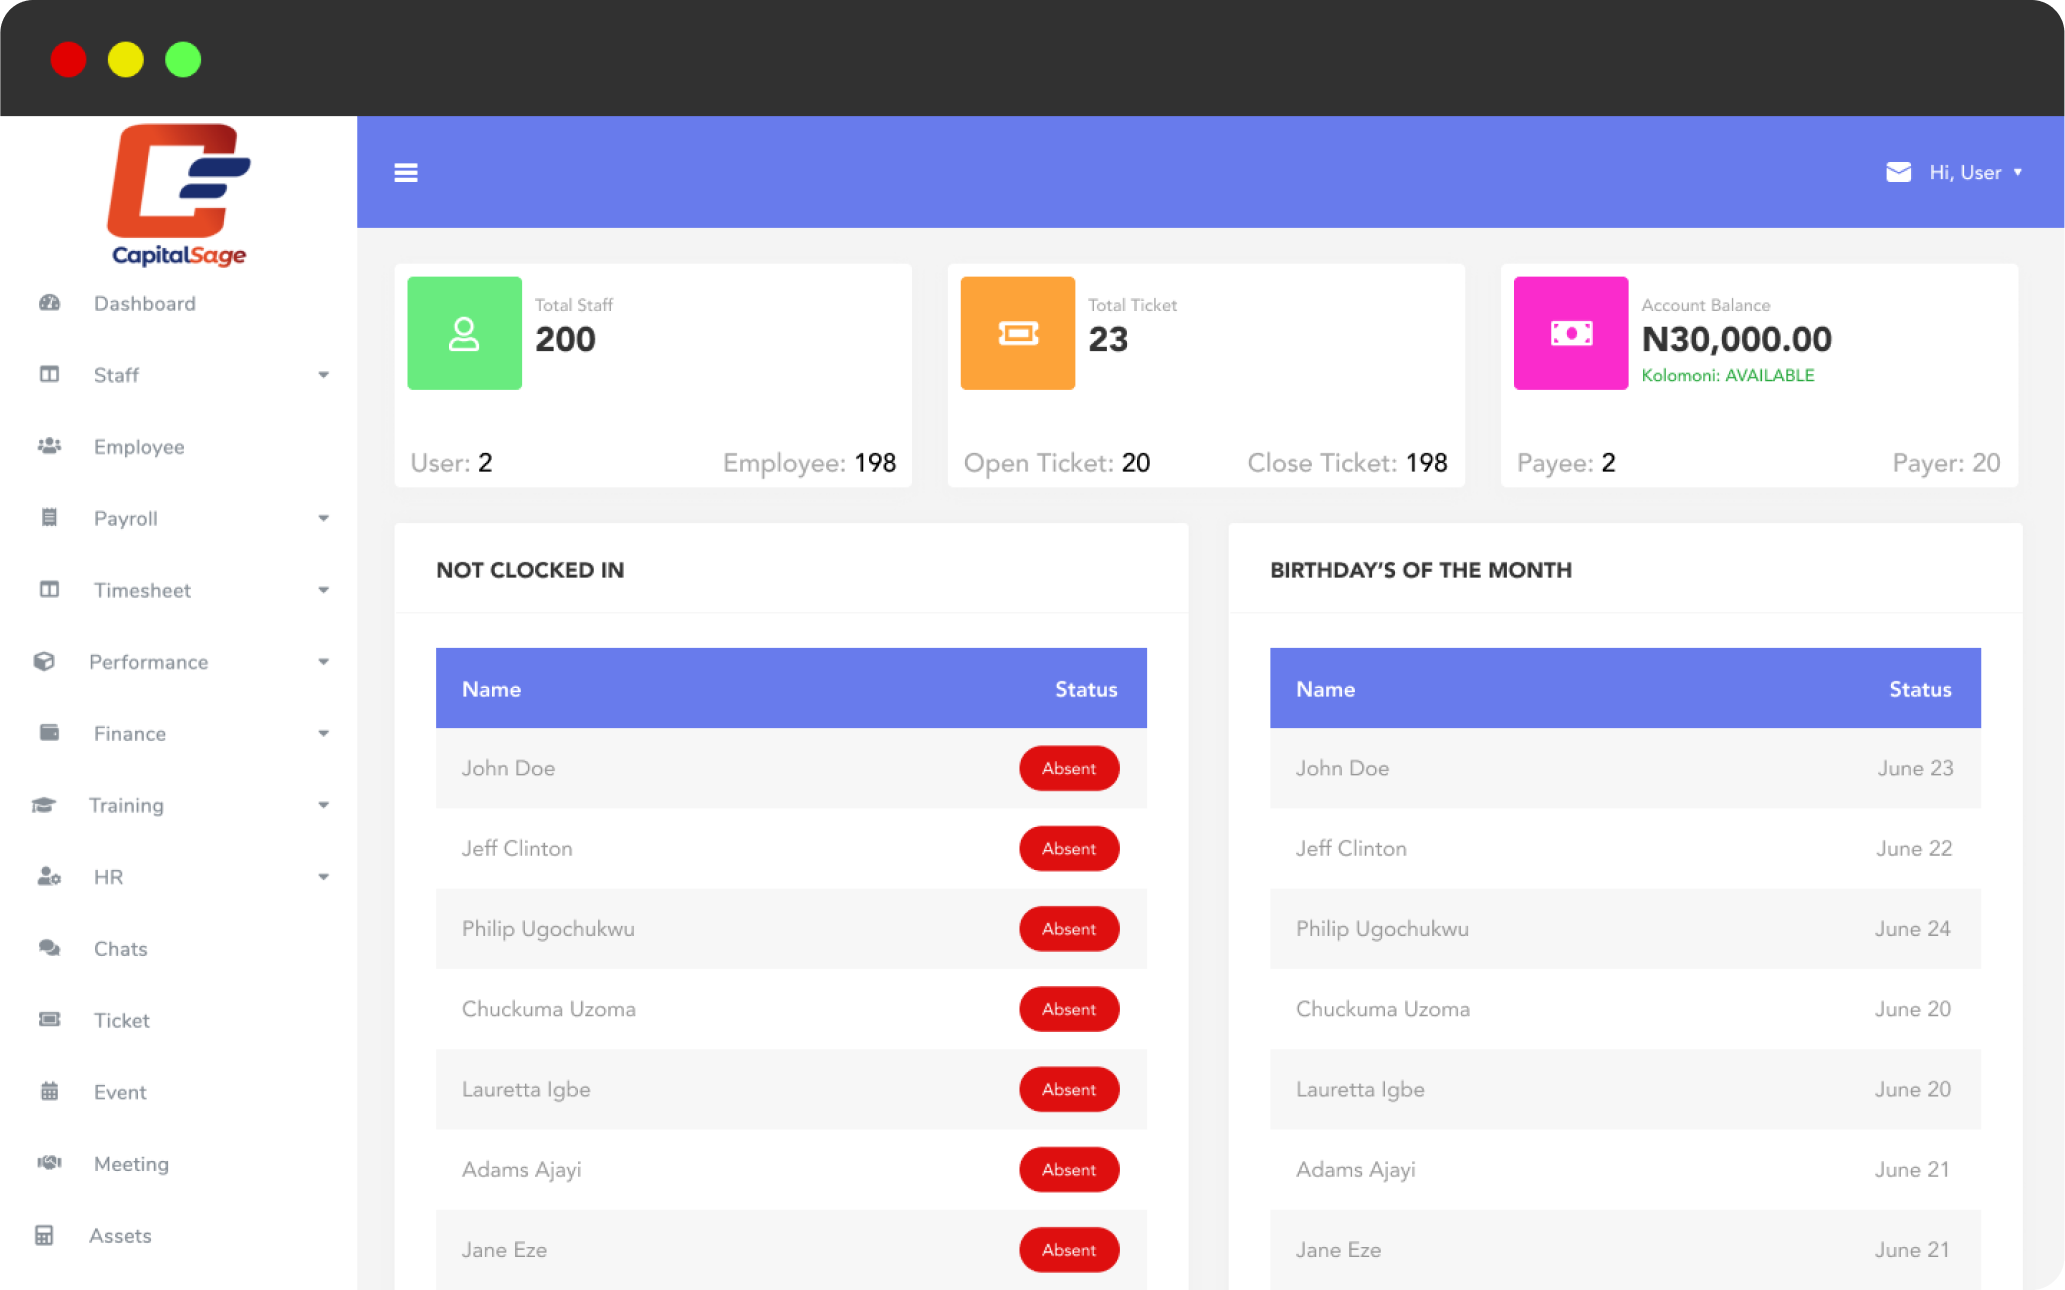 CapitalSage
Dashboard
Staff
Employee
Payroll
Timesheet
Performance
Finance
Training
HR
Chats
Ticket
Event
Meeting
Assets
Hi, User
Total Staff
200
User: 2 Employee: 198
Total Ticket
23
Open Ticket: 20 Close Ticket: 198
Account Balance
N30,000.00
Kolomoni: AVAILABLE
Payee: 2 Payer: 20
NOT CLOCKED IN
Name Status
John Doe Absent
Jeff Clinton Absent
Philip Ugochukwu Absent
Chuckuma Uzoma Absent
Lauretta Igbe Absent
Adams Ajayi Absent
Jane Eze Absent
BIRTHDAY’S OF THE MONTH
Name Status
John Doe June 23
Jeff Clinton June 22
Philip Ugochukwu June 24
Chuckuma Uzoma June 20
Lauretta Igbe June 20
Adams Ajayi June 21
Jane Eze June 21